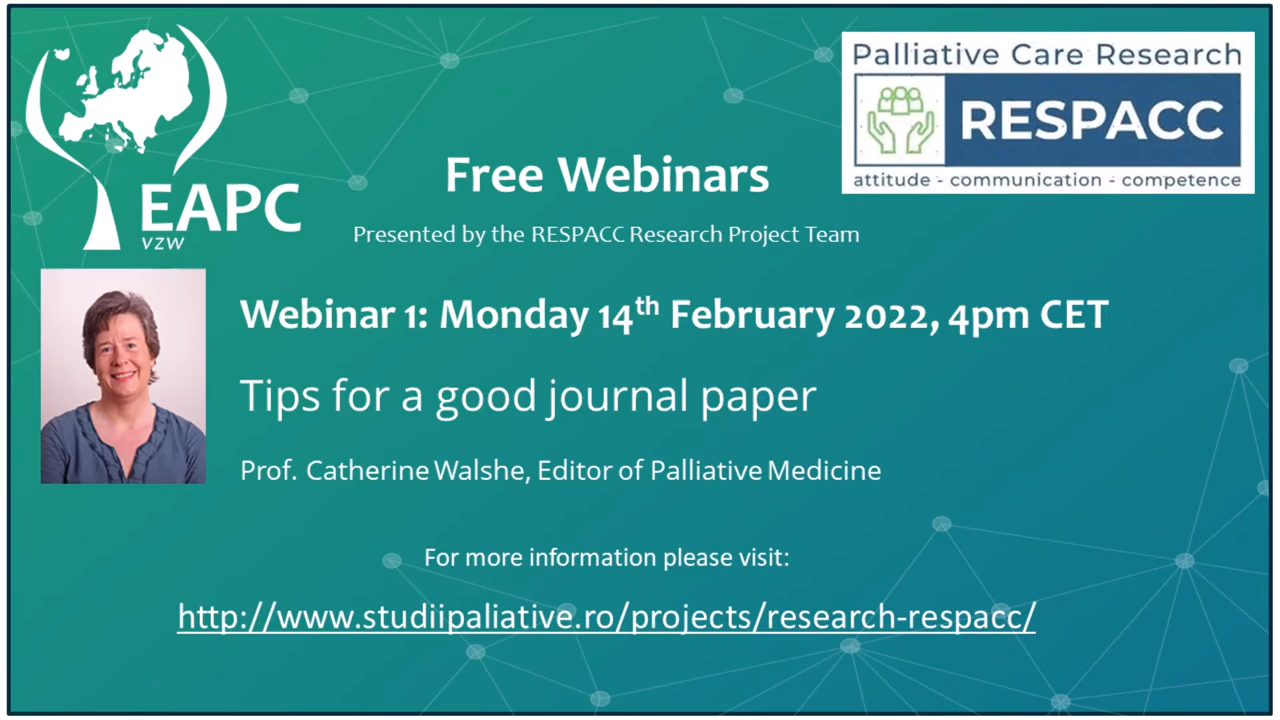 EAPC
VZW
Palliative Care Research
RESPACC
attitude - communication - competence
Free Webinars
Presented by the RESPACC Research Project Team
Webinar 1: Monday 14th February 2022, 4pm CET
Tips for a good journal paper
Prof. Catherine Walshe, Editor of Palliative Medicine
For more information please visit:
http://www.studiipaliative.ro/projects/research-respacc/